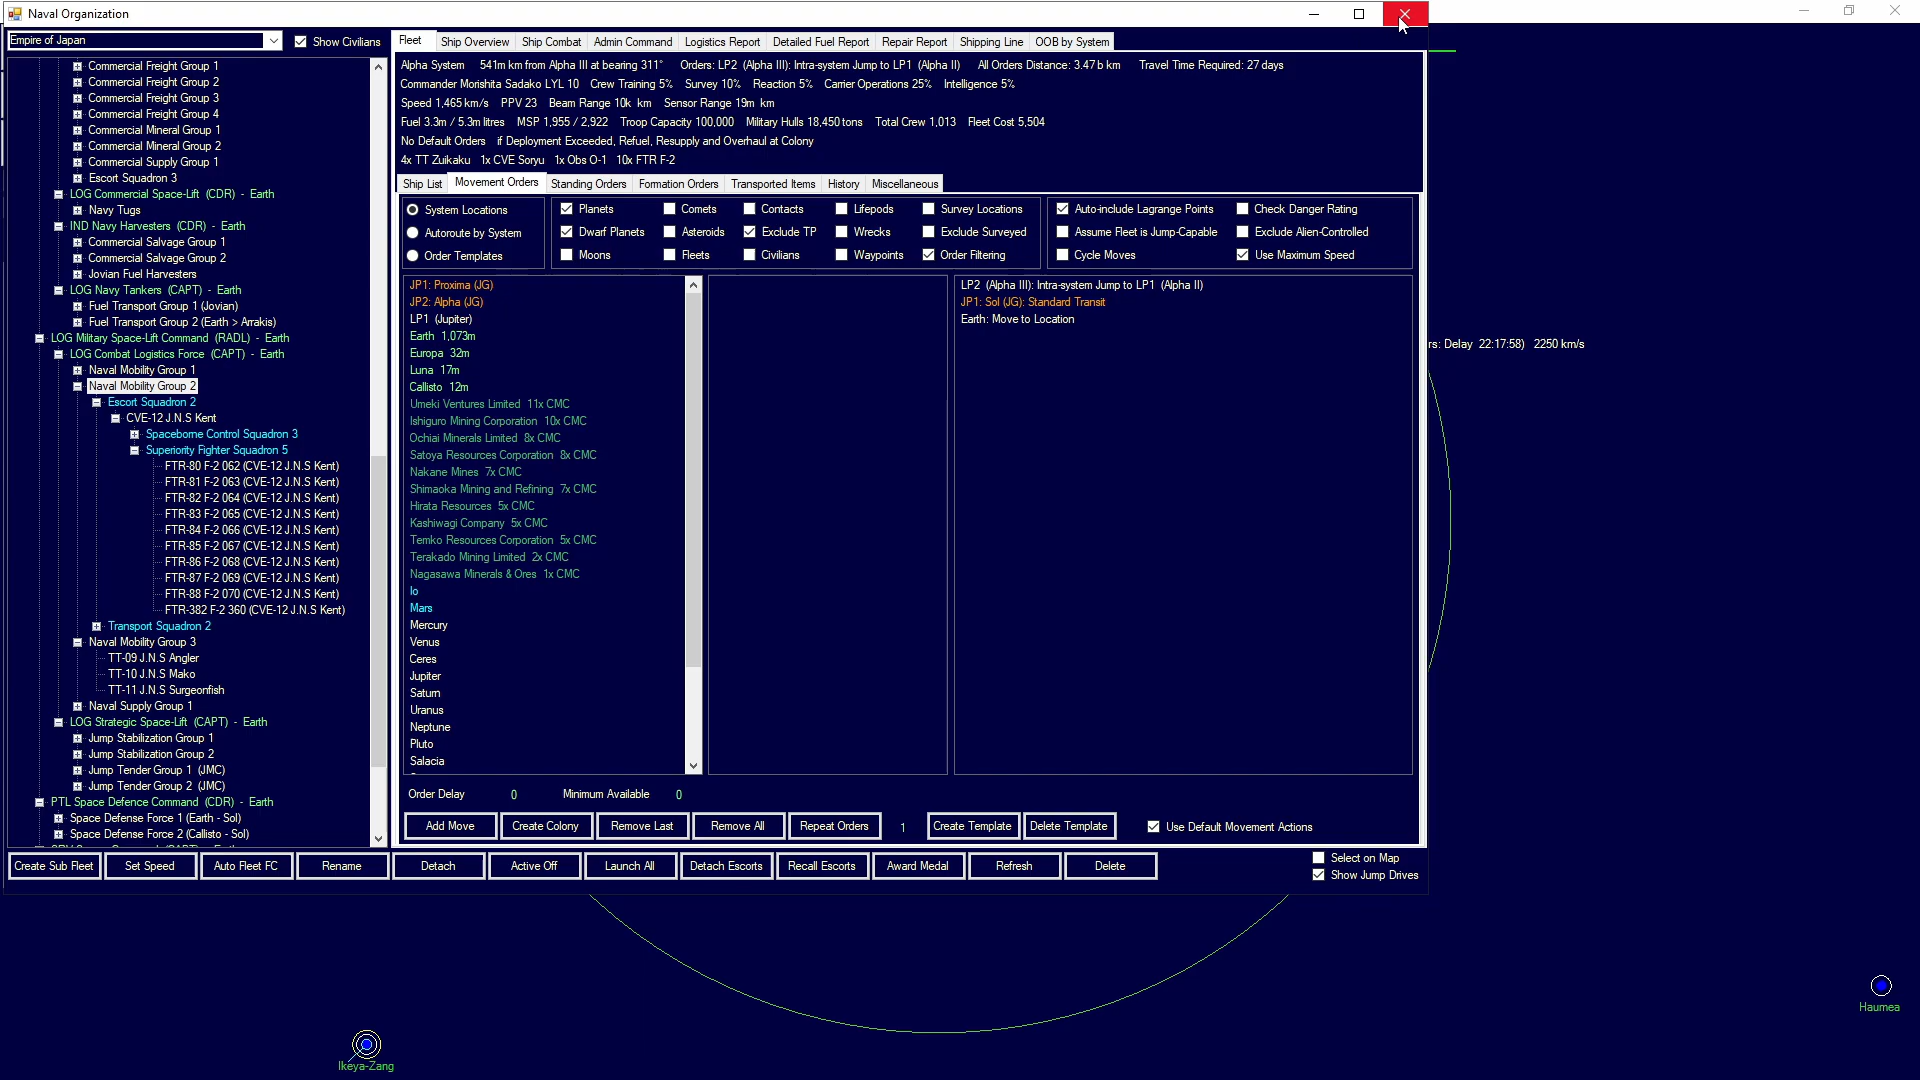 Naval Organization
Empire of Japan
Show Civilians
Commercial Freight Group 1
Commercial Freight Group 2
Commercial Freight Group 3
Commercial Freight Group 4
Commercial Mineral Group 1
Commercial Mineral Group 2
Commercial Supply Group 1
Escort Squadron 3
LOG Commercial Space-Lift (CDR) - Earth
Navy Tugs
IND Navy Harvesters (CDR) - Earth
Commercial Salvage Group 1
Commercial Salvage Group 2
Jovian Fuel Harvesters
LOG Navy Tankers (CAPT) - Earth
Fuel Transport Group 1 (Jovian)
Fuel Transport Group 2 (Earth > Arrakis)
LOG Military Space-Lift Command (RADL) - Earth
LOG Combat Logistics Force (CAPT) - Earth
Naval Mobility Group 1
Naval Mobility Group 2
Escort Squadron 2
CVE-12 J.N.S Kent
Spaceborne Control Squadron 3
Superiority Fighter Squadron 5
FTR-80 F-2 062 (CVE-12 J.N.S Kent)
FTR-81 F-2 063 (CVE-12 J.N.S Kent)
FTR-82 F-2 064 (CVE-12 J.N.S Kent)
FTR-83 F-2 065 (CVE-12 J.N.S Kent)
FTR-84 F-2 066 (CVE-12 J.N.S Kent)
FTR-85 F-2 067 (CVE-12 J.N.S Kent)
FTR-86 F-2 068 (CVE-12 J.N.S Kent)
FTR-87 F-2 069 (CVE-12 J.N.S Kent)
FTR-88 F-2 070 (CVE-12 J.N.S Kent)
FTR-382 F-2 360 (CVE-12 J.N.S Kent)
Transport Squadron 2
Naval Mobility Group 3
TT-09 J.N.S Angler
TT-10 J.N.S Mako
TT-11 J.N.S Surgeonfish
Naval Supply Group 1
LOG Strategic Space-Lift (CAPT) - Earth
Jump Stabilization Group 1
Jump Stabilization Group 2
Jump Tender Group 1 (JMC)
Jump Tender Group 2 (JMC)
PTL Space Defence Command (CDR) - Earth
Space Defense Force 1 (Earth - Sol)
Space Defense Force 2 (Callisto - Sol)
Fleet Ship Overview Ship Combat Admin Command Logistics Report Detailed Fuel Report Repair Report Shipping Line OOB by System
Alpha System 541m km from Alpha III at bearing 311° Orders: LP2 (Alpha III): Intra-system Jump to LP1 (Alpha II) All Orders Distance: 3.47 b km Travel Time Required: 27 days
Commander Morishita Sadako LYL 10 Crew Training 5% Survey 10% Reaction 5% Carrier Operations 25% Intelligence 5%
Speed 1,465 km/s PPV 23 Beam Range 10k km Sensor Range 19m km
Fuel 3.3m / 5.3m litres MSP 1,955 / 2,922 Troop Capacity 100,000 Military Hulls 18,450 tons Total Crew 1,013 Fleet Cost 5,504
No Default Orders if Deployment Exceeded, Refuel, Resupply and Overhaul at Colony
4x TT Zuikaku 1x CVE Soryu 1x Obs O-1 10x FTR F-2
Ship List Movement Orders Standing Orders Formation Orders Transported Items History Miscellaneous
System Locations
Autoroute by System
Order Templates
Planets Comets Contacts Lifepods Survey Locations
Dwarf Planets Asteroids Exclude TP Wrecks Exclude Surveyed
Moons Fleets Civilians Waypoints Order Filtering
Auto-include Lagrange Points Check Danger Rating
Assume Fleet is Jump-Capable Exclude Alien-Controlled
Cycle Moves Use Maximum Speed
JP1: Proxima (JG)
JP2: Alpha (JG)
LP1 (Jupiter)
Earth 1,073m
Europa 32m
Luna 17m
Callisto 12m
Umeki Ventures Limited 11x CMC
Ishiguro Mining Corporation 10x CMC
Ochiai Minerals Limited 8x CMC
Satoya Resources Corporation 8x CMC
Nakane Mines 7x CMC
Shimaoka Mining and Refining 7x CMC
Hirata Resources 5x CMC
Kashiwagi Company 5x CMC
Temko Resources Corporation 5x CMC
Terakado Mining Limited 2x CMC
Nagasawa Minerals & Ores 1x CMC
Io
Mars
Mercury
Venus
Ceres
Jupiter
Saturn
Uranus
Neptune
Pluto
Salacia
LP2 (Alpha III): Intra-system Jump to LP1 (Alpha II)
JP1: Sol (JG): Standard Transit
Earth: Move to Location
Order Delay 0 Minimum Available 0
Add Move Create Colony Remove Last Remove All Repeat Orders 1 Create Template Delete Template Use Default Movement Actions
Create Sub Fleet Set Speed Auto Fleet FC Rename Detach Active Off Launch All Detach Escorts Recall Escorts Award Medal Refresh Delete
Select on Map
Show Jump Drives
rs: Delay 22:17:58) 2250 km/s
Haumea
Ikeya-Zang